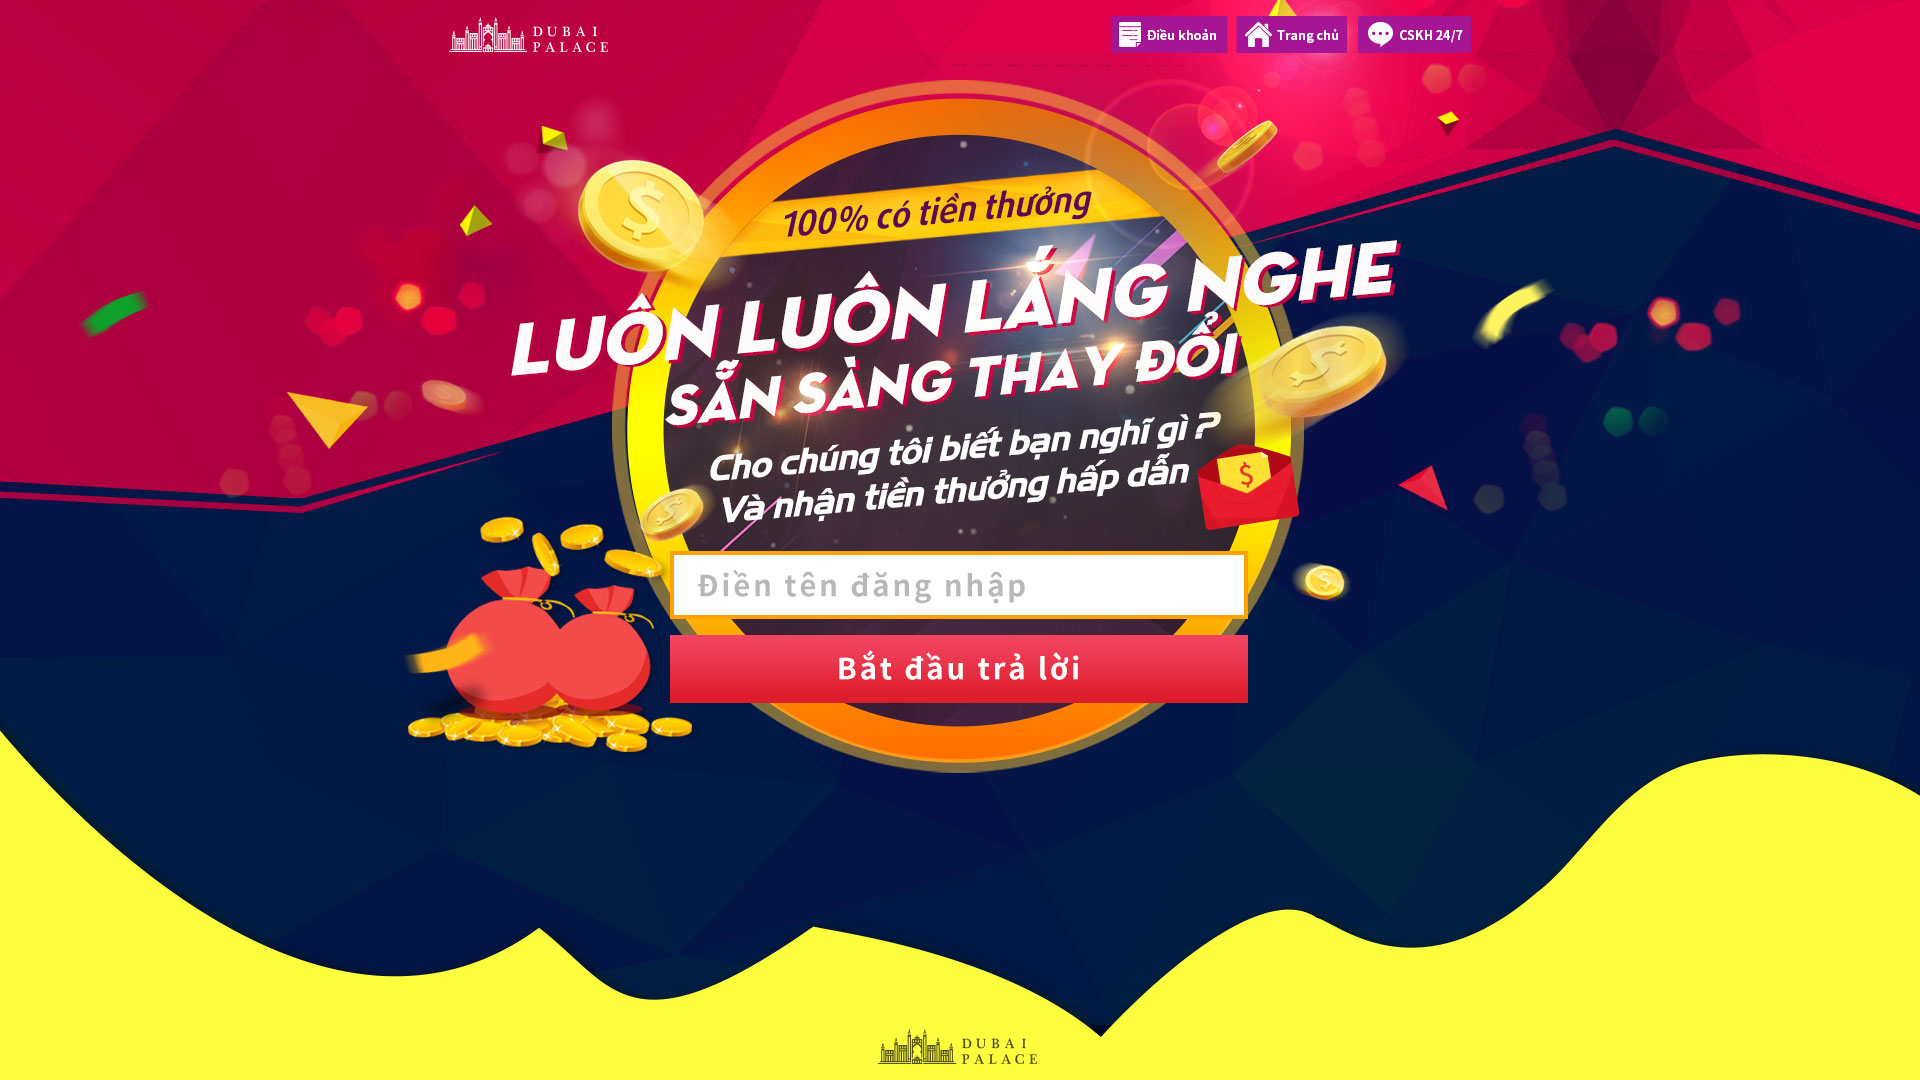 DUBAI
PALACE
Điều khoản
Trang chủ
CSKH 24/7
100% có tiền thưởng
LUÔN LUÔN LẮNG NGHE
SẴN SÀNG THAY ĐỔI
Cho chúng tôi biết bạn nghĩ gì ?
Và nhận tiền thưởng hấp dẫn
Điền tên đăng nhập
Bắt đầu trả lời
DUBAI
PALACE